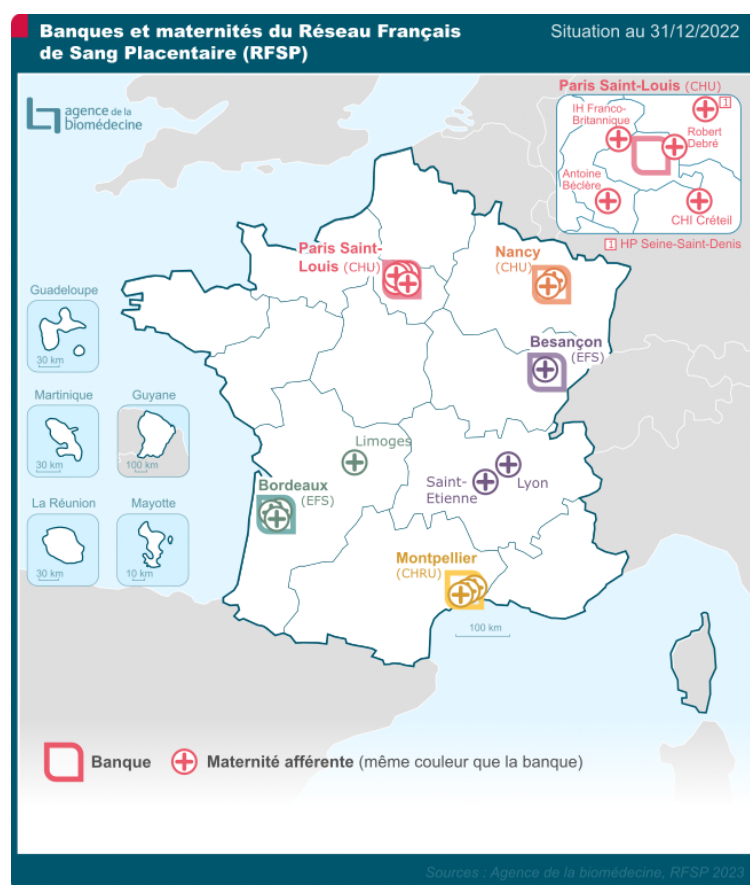 Banques et maternités du Réseau Français
de Sang Placentaire (RFSP)
Situation au 31/12/2022
agence de la
biomédecine
Paris Saint-Louis (CHU)
IH Franco-
Britannique
1
Robert
Debré
Antoine
Béclère
CHI Créteil
1 HP Seine-Saint-Denis
Paris Saint-
Louis (CHU)
Nancy
(CHU)
Guadeloupe
30 km
Besançon
(EFS)
Martinique
30 km
Guyane
100 km
Limoges
Saint-
Etienne
Lyon
Bordeaux
(EFS)
La Réunion
30 km
Mayotte
10 km
Montpellier
(CHRU)
100 km
Banque
Maternité afférente (même couleur que la banque)
Sources : Agence de la biomédecine, RFSP 2023